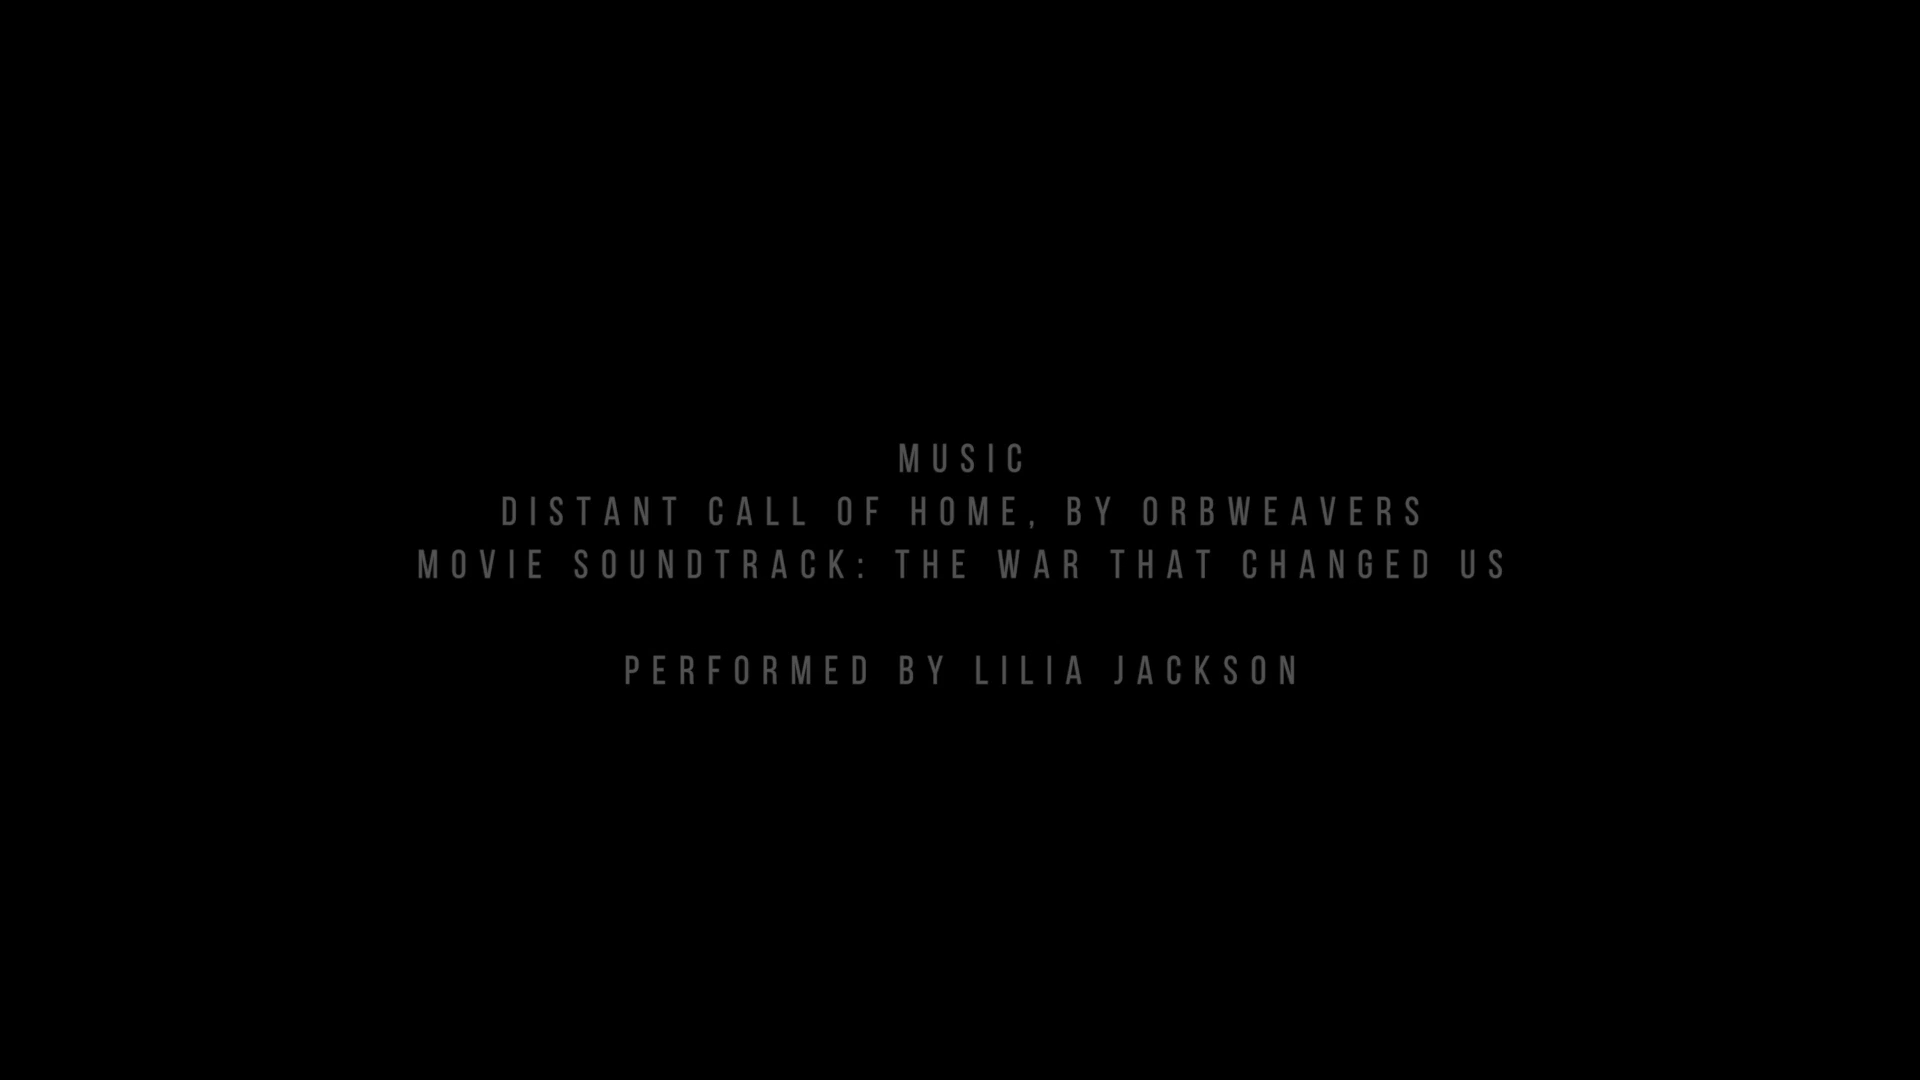 MUSIC
DISTANT CALL OF HOME, BY ORBWEAVERS
MOVIE SOUNDTRACK: THE WAR THAT CHANGED US
PERFORMED BY LILIA JACKSON